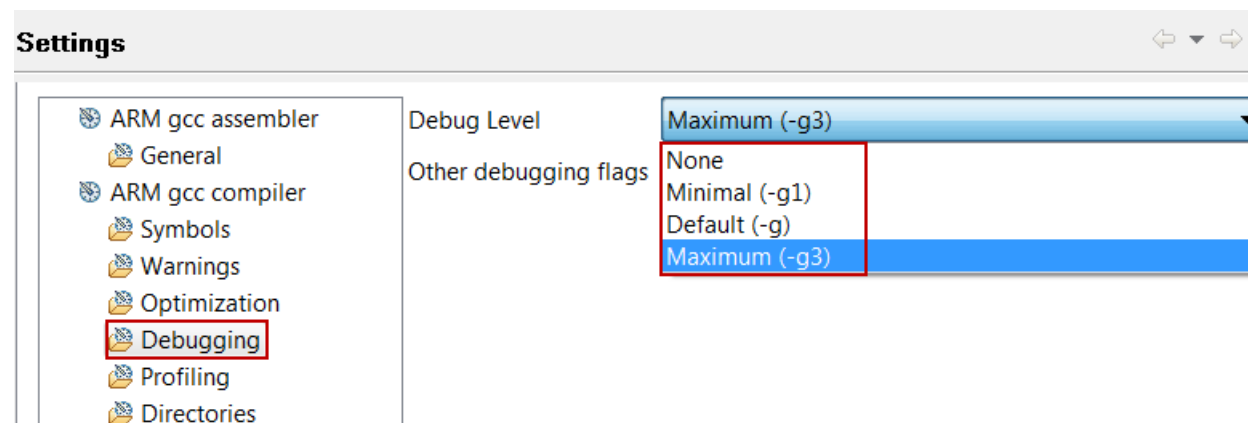 Settings
ARM gcc assembler
General
ARM gcc compiler
Symbols
Warnings
Optimization
Debugging
Profiling
Directories
Debug Level
Maximum (-g3)
Other debugging flags
None
Minimal (-g1)
Default (-g)
Maximum (-g3)